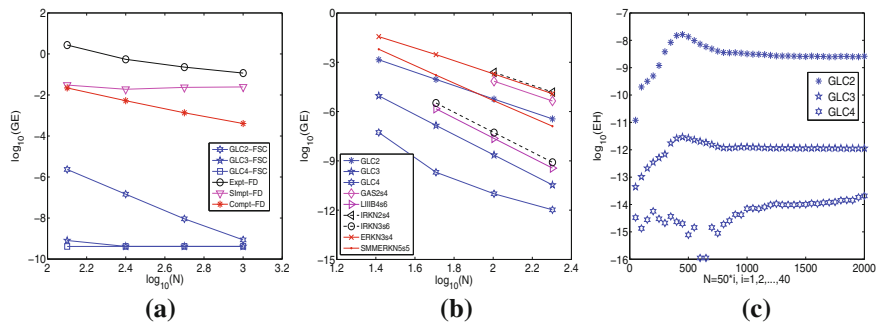 2
0
−2
−4
−6
−8
−10
log10(GE)
2
2.2
2.4
2.6
2.8
3
3.2
log10(N)
GLC2−FSC
GLC3−FSC
GLC4−FSC
Expt−FD
SImpt−FD
Compt−FD
(a)
0
−3
−6
−9
−12
−15
log10(GE)
1.2
1.4
1.6
1.8
2
2.2
2.4
log10(N)
GLC2
GLC3
GLC4
GAS2s4
LIIIB4s6
IRKN2s4
IRKN3s6
ERKN3s4
SMMERKN5s5
(b)
−7
−8
−9
−10
−11
−12
−13
−14
−15
−16
log10(EH)
0
500
1000
1500
2000
N=50*i, i=1,2,...,40
GLC2
GLC3
GLC4
(c)